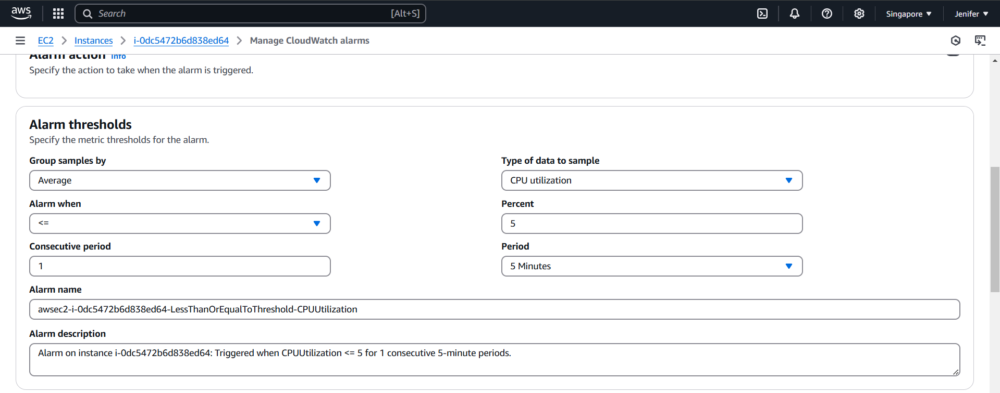 aws
Search [Alt+S]
Singapore
Jenifer
EC2 Instances i-0dc5472b6d838ed64 Manage CloudWatch alarms
Alarm action Info
Specify the action to take when the alarm is triggered.
Alarm thresholds
Specify the metric thresholds for the alarm.
Group samples by
Average
Type of data to sample
CPU utilization
Alarm when
<=
Percent
5
Consecutive period
1
Period
5 Minutes
Alarm name
awsec2-i-0dc5472b6d838ed64-LessThanOrEqualToThreshold-CPUUtilization
Alarm description
Alarm on instance i-0dc5472b6d838ed64: Triggered when CPUUtilization <= 5 for 1 consecutive 5-minute periods.